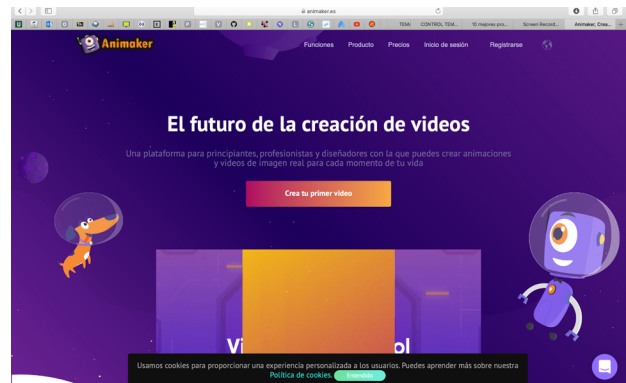 animaker.es
TEMA
CONTROL TEM...
10 mejores pro...
Screen Record...
Animaker, Crea...
Animaker
Funciones
Producto
Precios
Inicio de sesión
Registrarse
El futuro de la creación de videos
Una plataforma para principiantes, profesionistas y diseñadores con la que puedes crear animaciones
y videos de imagen real para cada momento de tu vida
Crea tu primer video
Vi
ol
Usamos cookies para proporcionar una experiencia personalizada a los usuarios. Puedes aprender más sobre nuestra
Política de cookies. Entendido